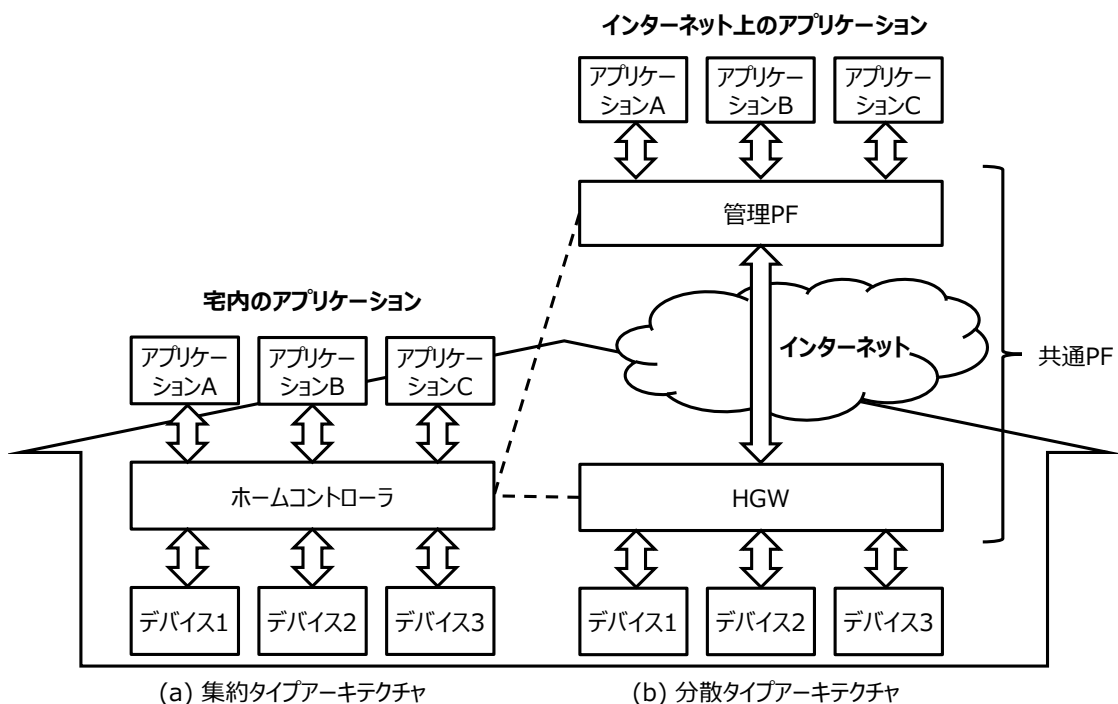 インターネット上のアプリケーション
アプリケー
ションA
アプリケー
ションB
アプリケー
ションC
管理PF
宅内のアプリケーション
インターネット
共通PF
アプリケー
ションA
アプリケー
ションB
アプリケー
ションC
ホームコントローラ
HGW
デバイス1
デバイス2
デバイス3
デバイス1
デバイス2
デバイス3
(a) 集約タイプアーキテクチャ
(b) 分散タイプアーキテクチャ